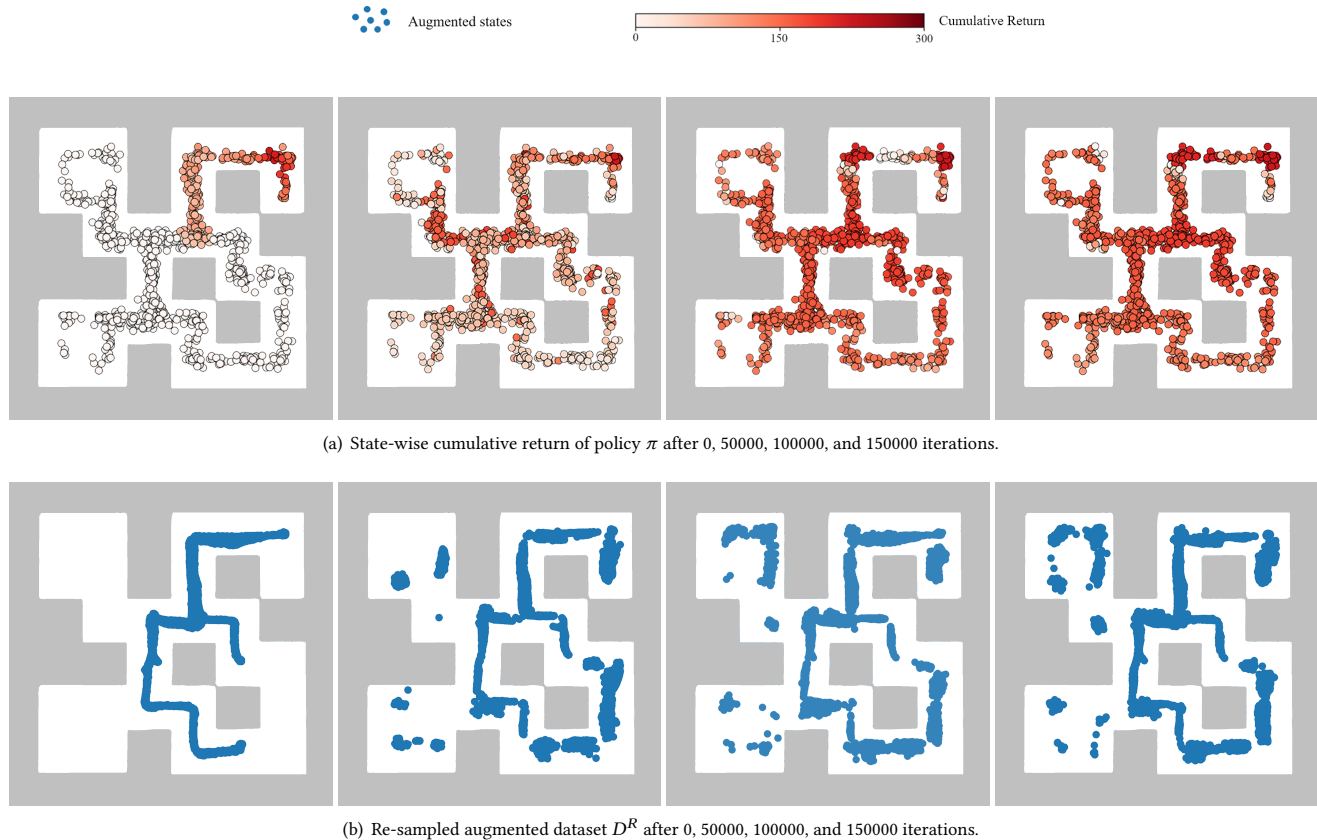 Augmented states
Cumulative Return
0 150 300
(a) State-wise cumulative return of policy π after 0, 50000, 100000, and 150000 iterations.
(b) Re-sampled augmented dataset D^R after 0, 50000, 100000, and 150000 iterations.